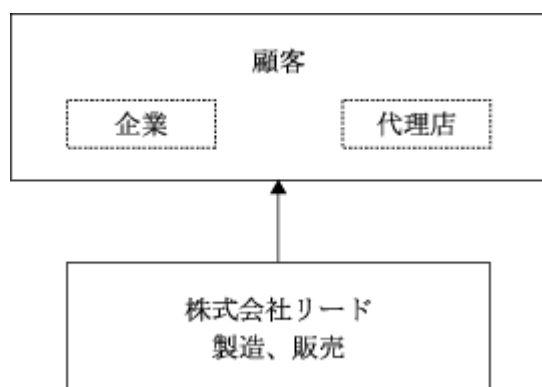 顧客
企業
代理店
株式会社リード
製造、販売